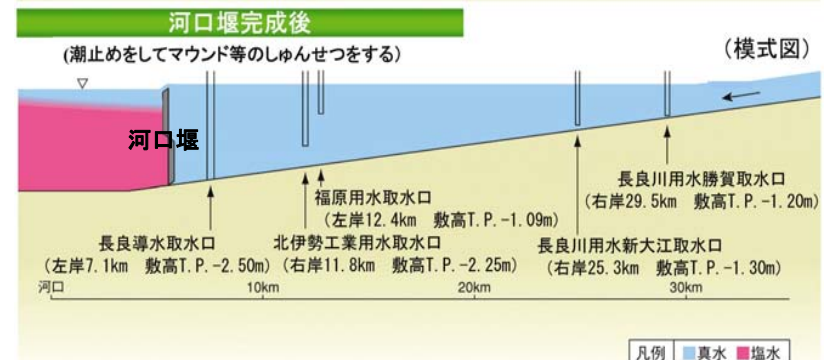 河口堰完成後
(潮止めをしてマウンド等のしゅんせつをする)
(模式図)
河口堰
長良川用水勝賀取水口
(右岸29.5km 敷高T.P.-1.20m)
福原用水取水口
(左岸12.4km 敷高T.P.-1.09m)
長良導水取水口
(左岸7.1km 敷高T.P.-2.50m)
北伊勢工業用水取水口
(右岸11.8km 敷高T.P.-2.25m)
長良川用水新大江取水口
(右岸25.3km 敷高T.P.-1.30m)
河口 10km 20km 30km
凡例 真水 塩水